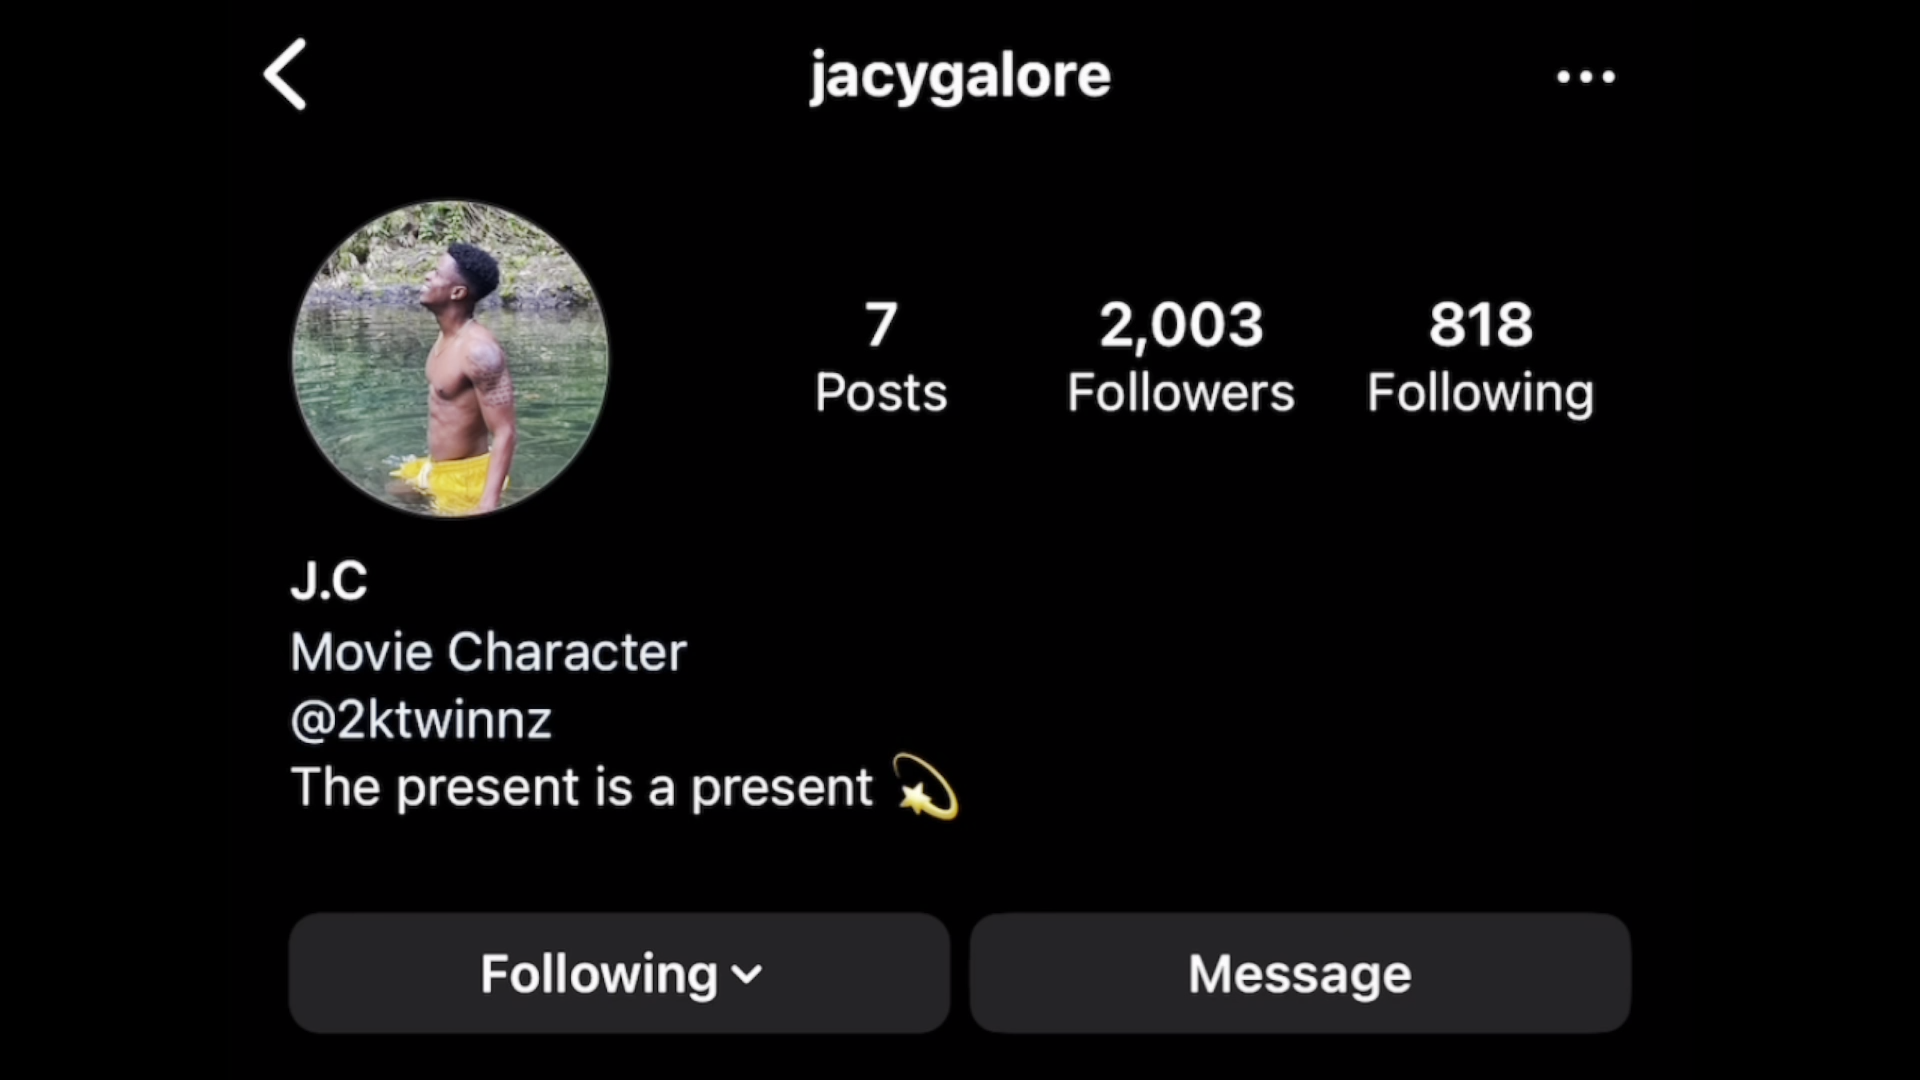 jacygalore
7 2,003 818
Posts Followers Following
J.C
Movie Character
@2ktwinnz
The present is a present 💫
Following Message